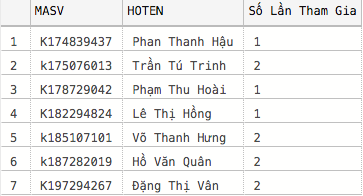 MASV HOTEN Số Lần Tham Gia
1 K174839437 Phan Thanh Hậu 1
2 k175076013 Trần Tú Trinh 2
3 K178729042 Phạm Thu Hoài 1
4 K182294824 Lê Thị Hồng 1
5 k185107101 Võ Thanh Hưng 2
6 k187282019 Hồ Văn Quân 2
7 K197294267 Đặng Thị Vân 2